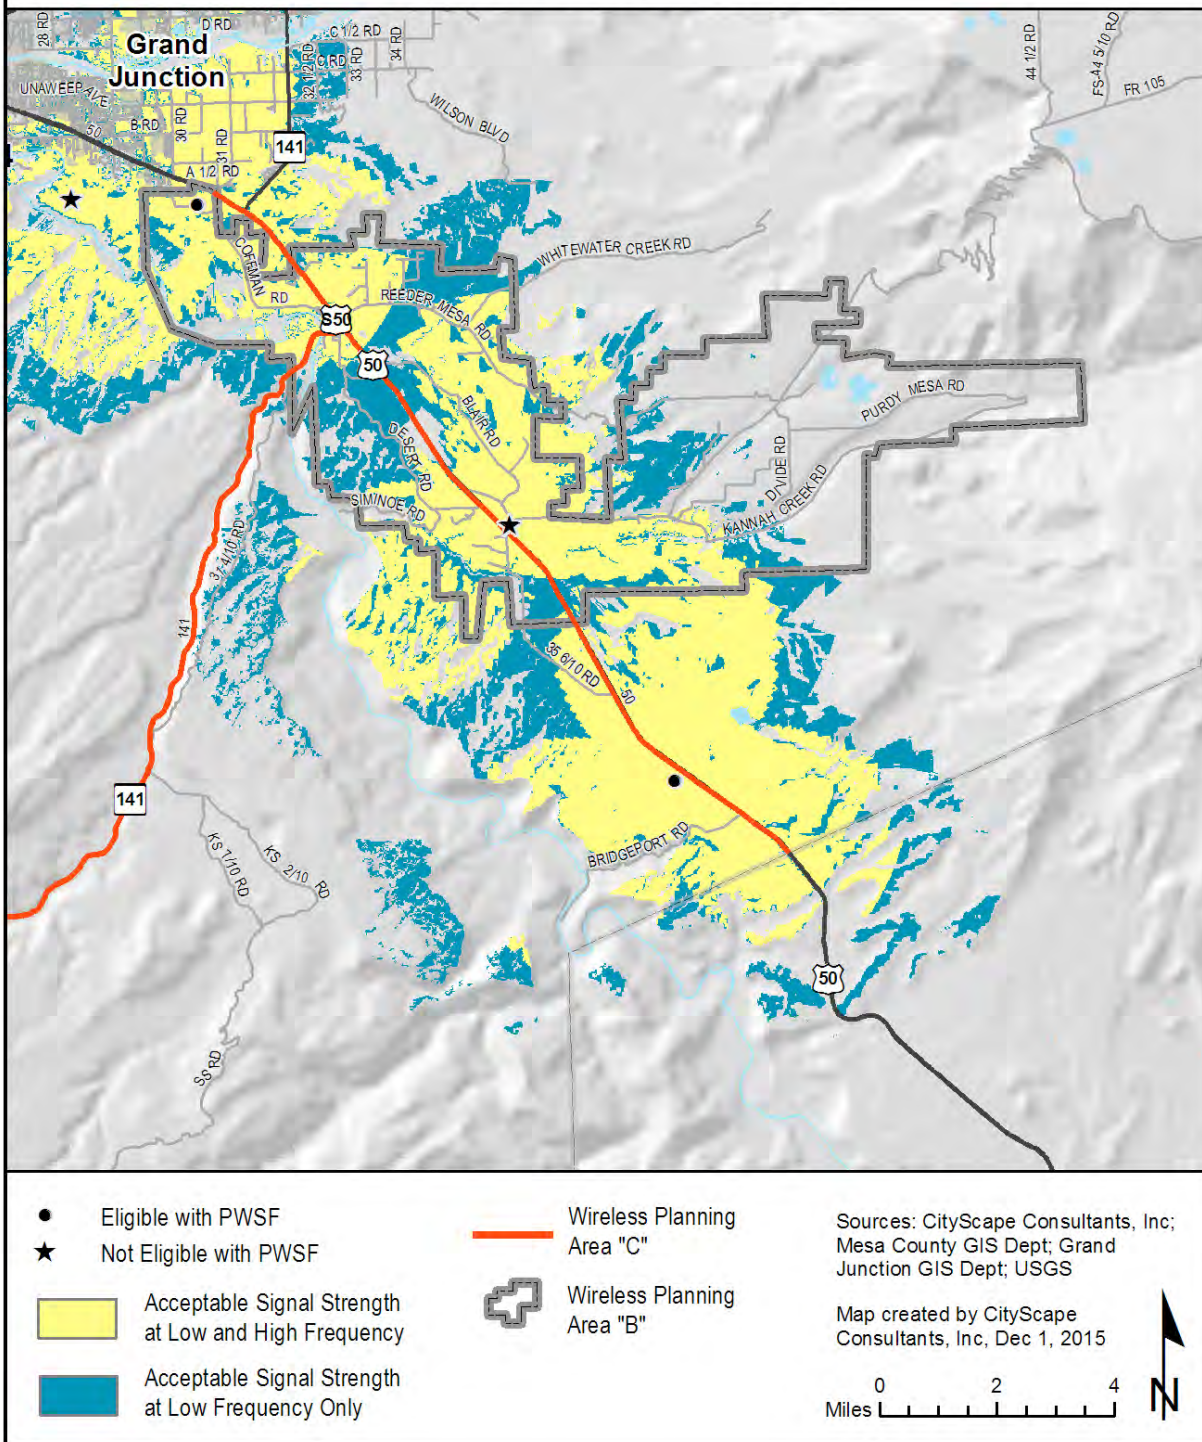 28 RD
D RD
C 1/2 RD
34 RD
33 RD
32 1/2 RD
C RD
Grand
Junction
UNAWEEP AVE
B RD
30 RD
31 RD
50
A 1/2 RD
141
WILSON BLVD
44 1/2 RD
FS-A4 5/10 RD
FR 105
WHITEWATER CREEK RD
COFFMAN
RD
REEDER MESA RD
S50
50
BLAIR RD
DESERT RD
SIMINOE RD
PURDY MESA RD
DIVIDE RD
KANNAH CREEK RD
37 4/10 RD
141
35 6/10 RD
50
141
BRIDGEPORT RD
KS 1/10 RD
KS 2/10 RD
50
SS RD
Eligible with PWSF
Not Eligible with PWSF
Acceptable Signal Strength
at Low and High Frequency
Acceptable Signal Strength
at Low Frequency Only
Wireless Planning
Area "C"
Wireless Planning
Area "B"
Sources: CityScape Consultants, Inc;
Mesa County GIS Dept; Grand
Junction GIS Dept; USGS
Map created by CityScape
Consultants, Inc, Dec 1, 2015
0 2 4
Miles
N